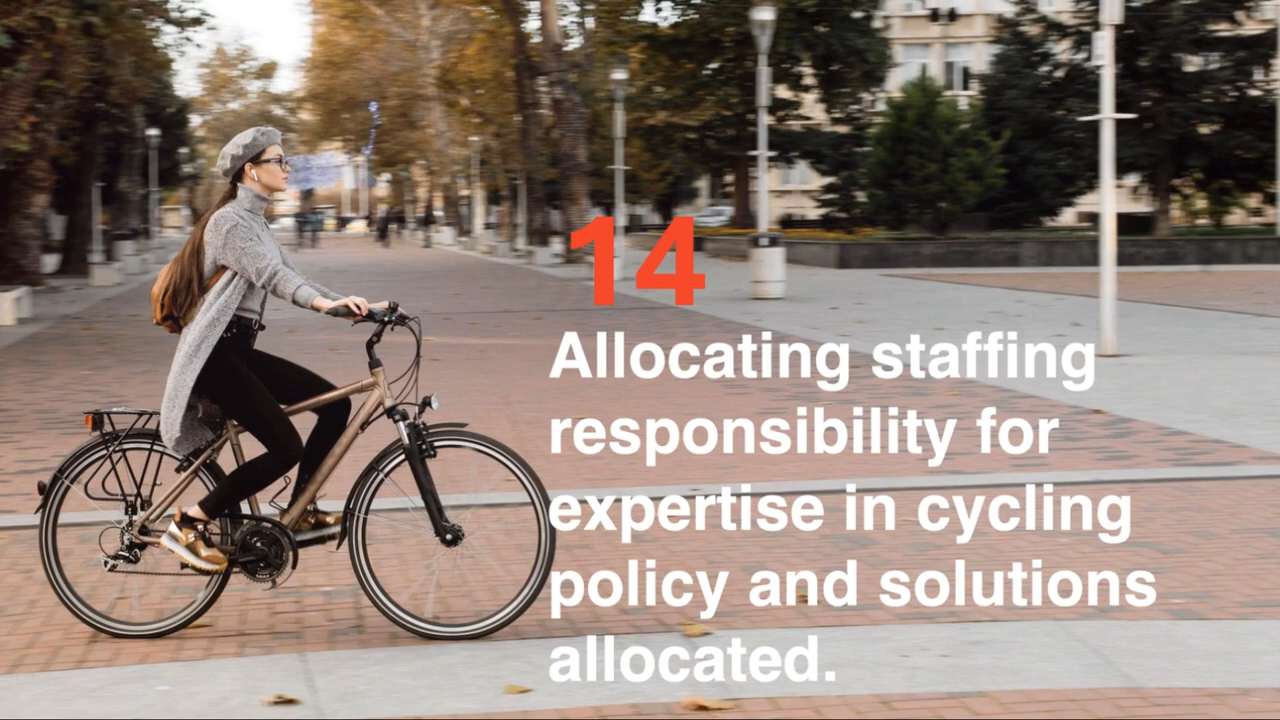 14
Allocating staffing
responsibility for
expertise in cycling
policy and solutions
allocated.